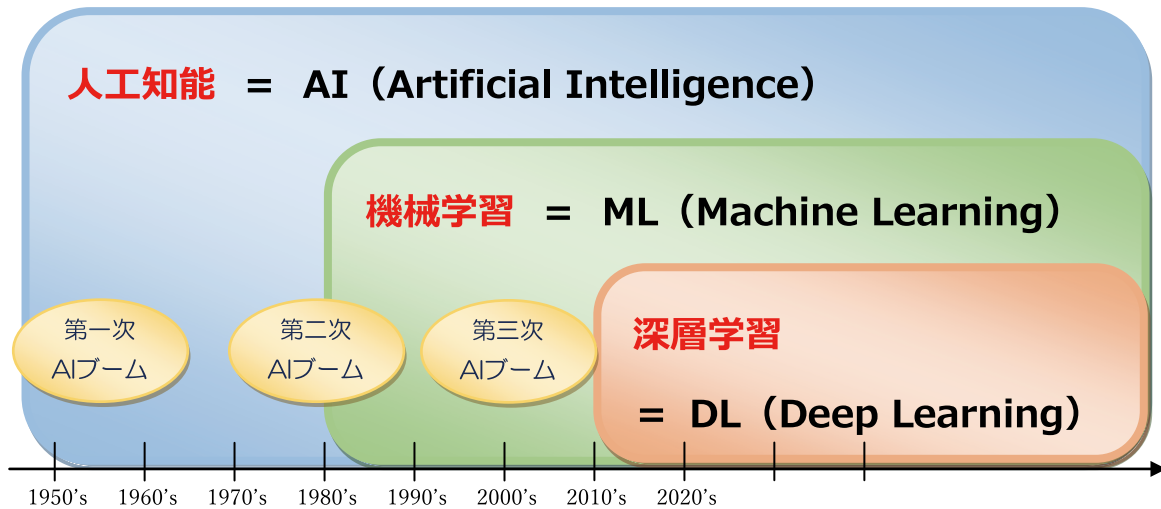 人工知能 = AI（Artificial Intelligence）
機械学習 = ML（Machine Learning）
第一次
AIブーム
第二次
AIブーム
第三次
AIブーム
深層学習
= DL（Deep Learning）
1950's 1960's 1970's 1980's 1990's 2000's 2010's 2020's